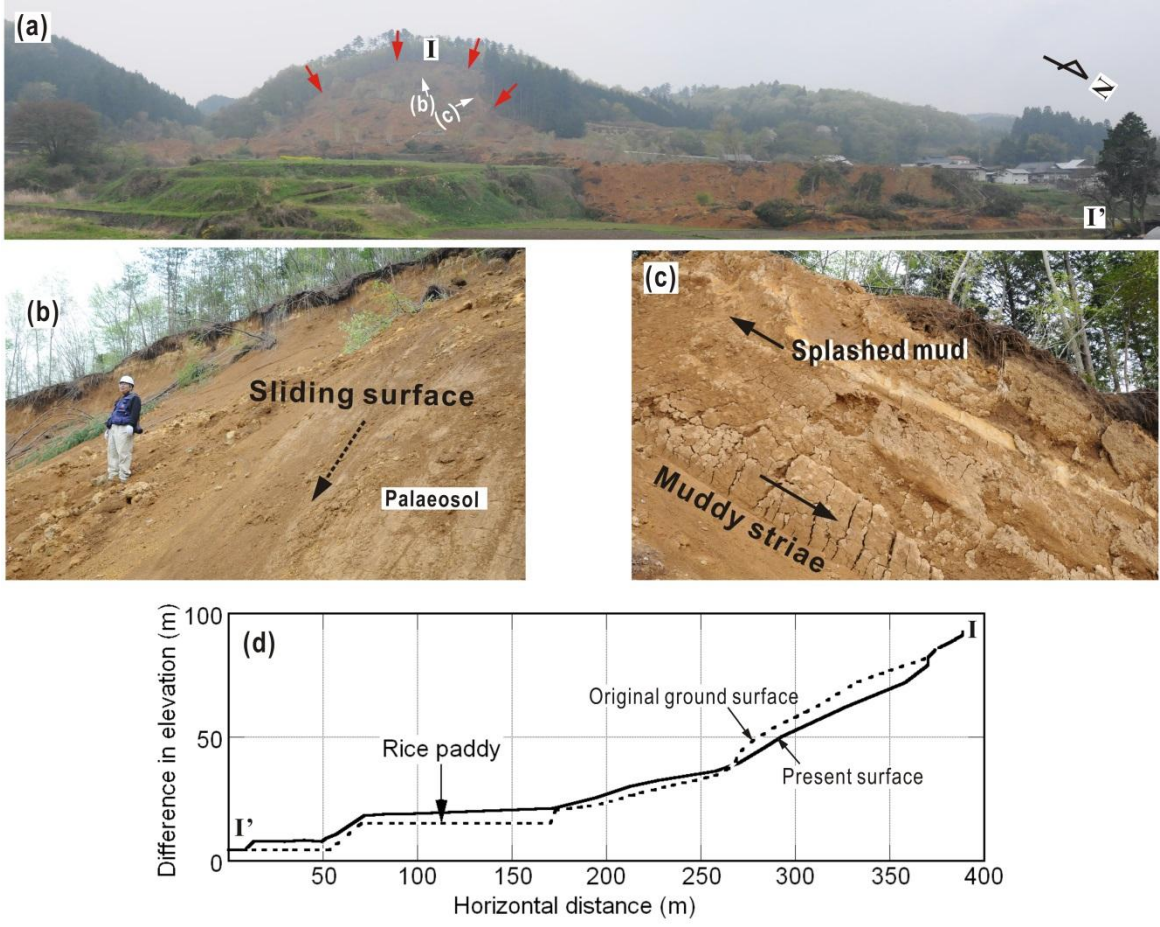 (a)
I
(b)
(c)
N
I'
(b)
Sliding surface
Palaeosol
(c)
Splashed mud
Muddy striae
(d)
Difference in elevation (m)
100
50
0
I
Original ground surface
Rice paddy
Present surface
I'
50
100
150
200
250
300
350
400
Horizontal distance (m)